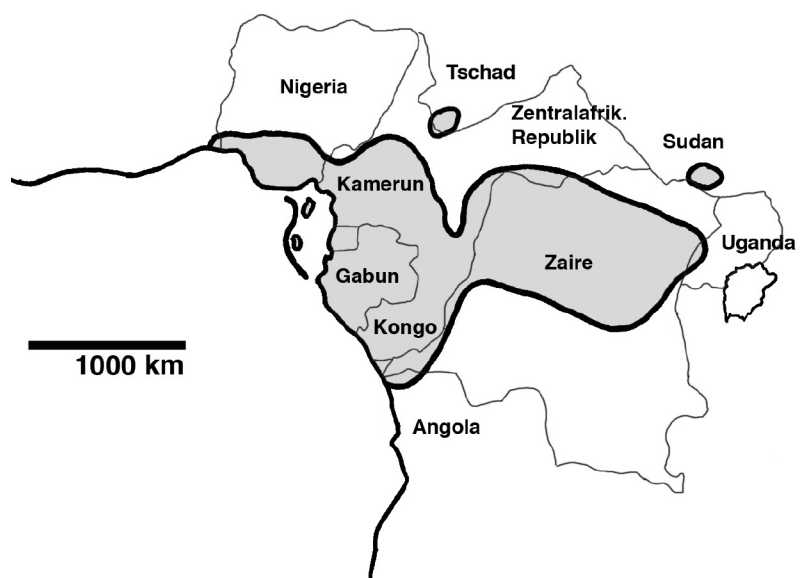 Tschad
Nigeria
Zentralafrik.
Republik
Sudan
Kamerun
Uganda
Zaire
Gabun
Kongo
1000 km
Angola